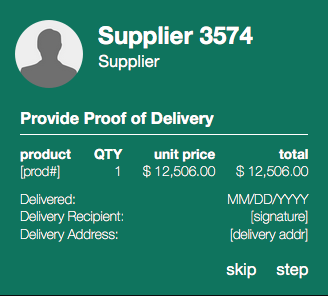 Supplier 3574
Supplier
Provide Proof of Delivery
product QTY unit price total
[prod#] 1 $ 12,506.00 $ 12,506.00
Delivered: MM/DD/YYYY
Delivery Recipient: [signature]
Delivery Address: [delivery addr]
skip step